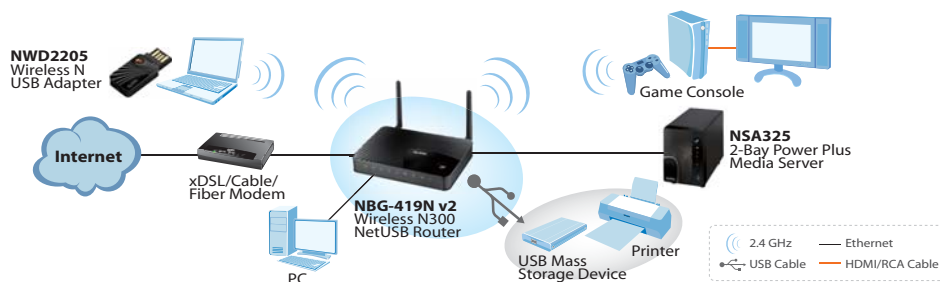 NWD2205
Wireless N
USB Adapter
Game Console
Internet
xDSL/Cable/
Fiber Modem
NSA325
2-Bay Power Plus
Media Server
NBG-419N v2
Wireless N300
NetUSB Router
PC
USB Mass
Storage Device
Printer
2.4 GHz
Ethernet
USB Cable
HDMI/RCA Cable